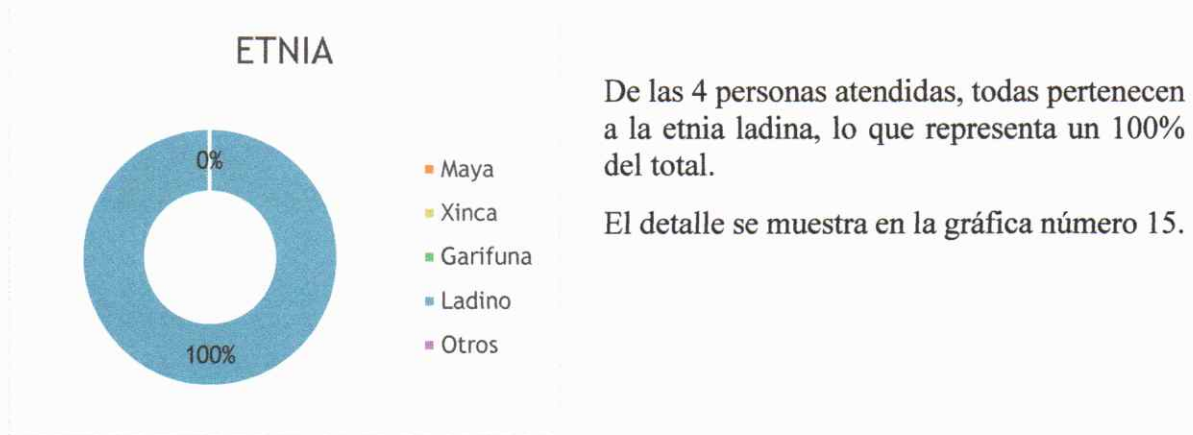 ETNIA
0%
100%
Maya
Xinca
Garifuna
Ladino
Otros
De las 4 personas atendidas, todas pertenecen
a la etnia ladina, lo que representa un 100%
del total.
El detalle se muestra en la gráfica número 15.